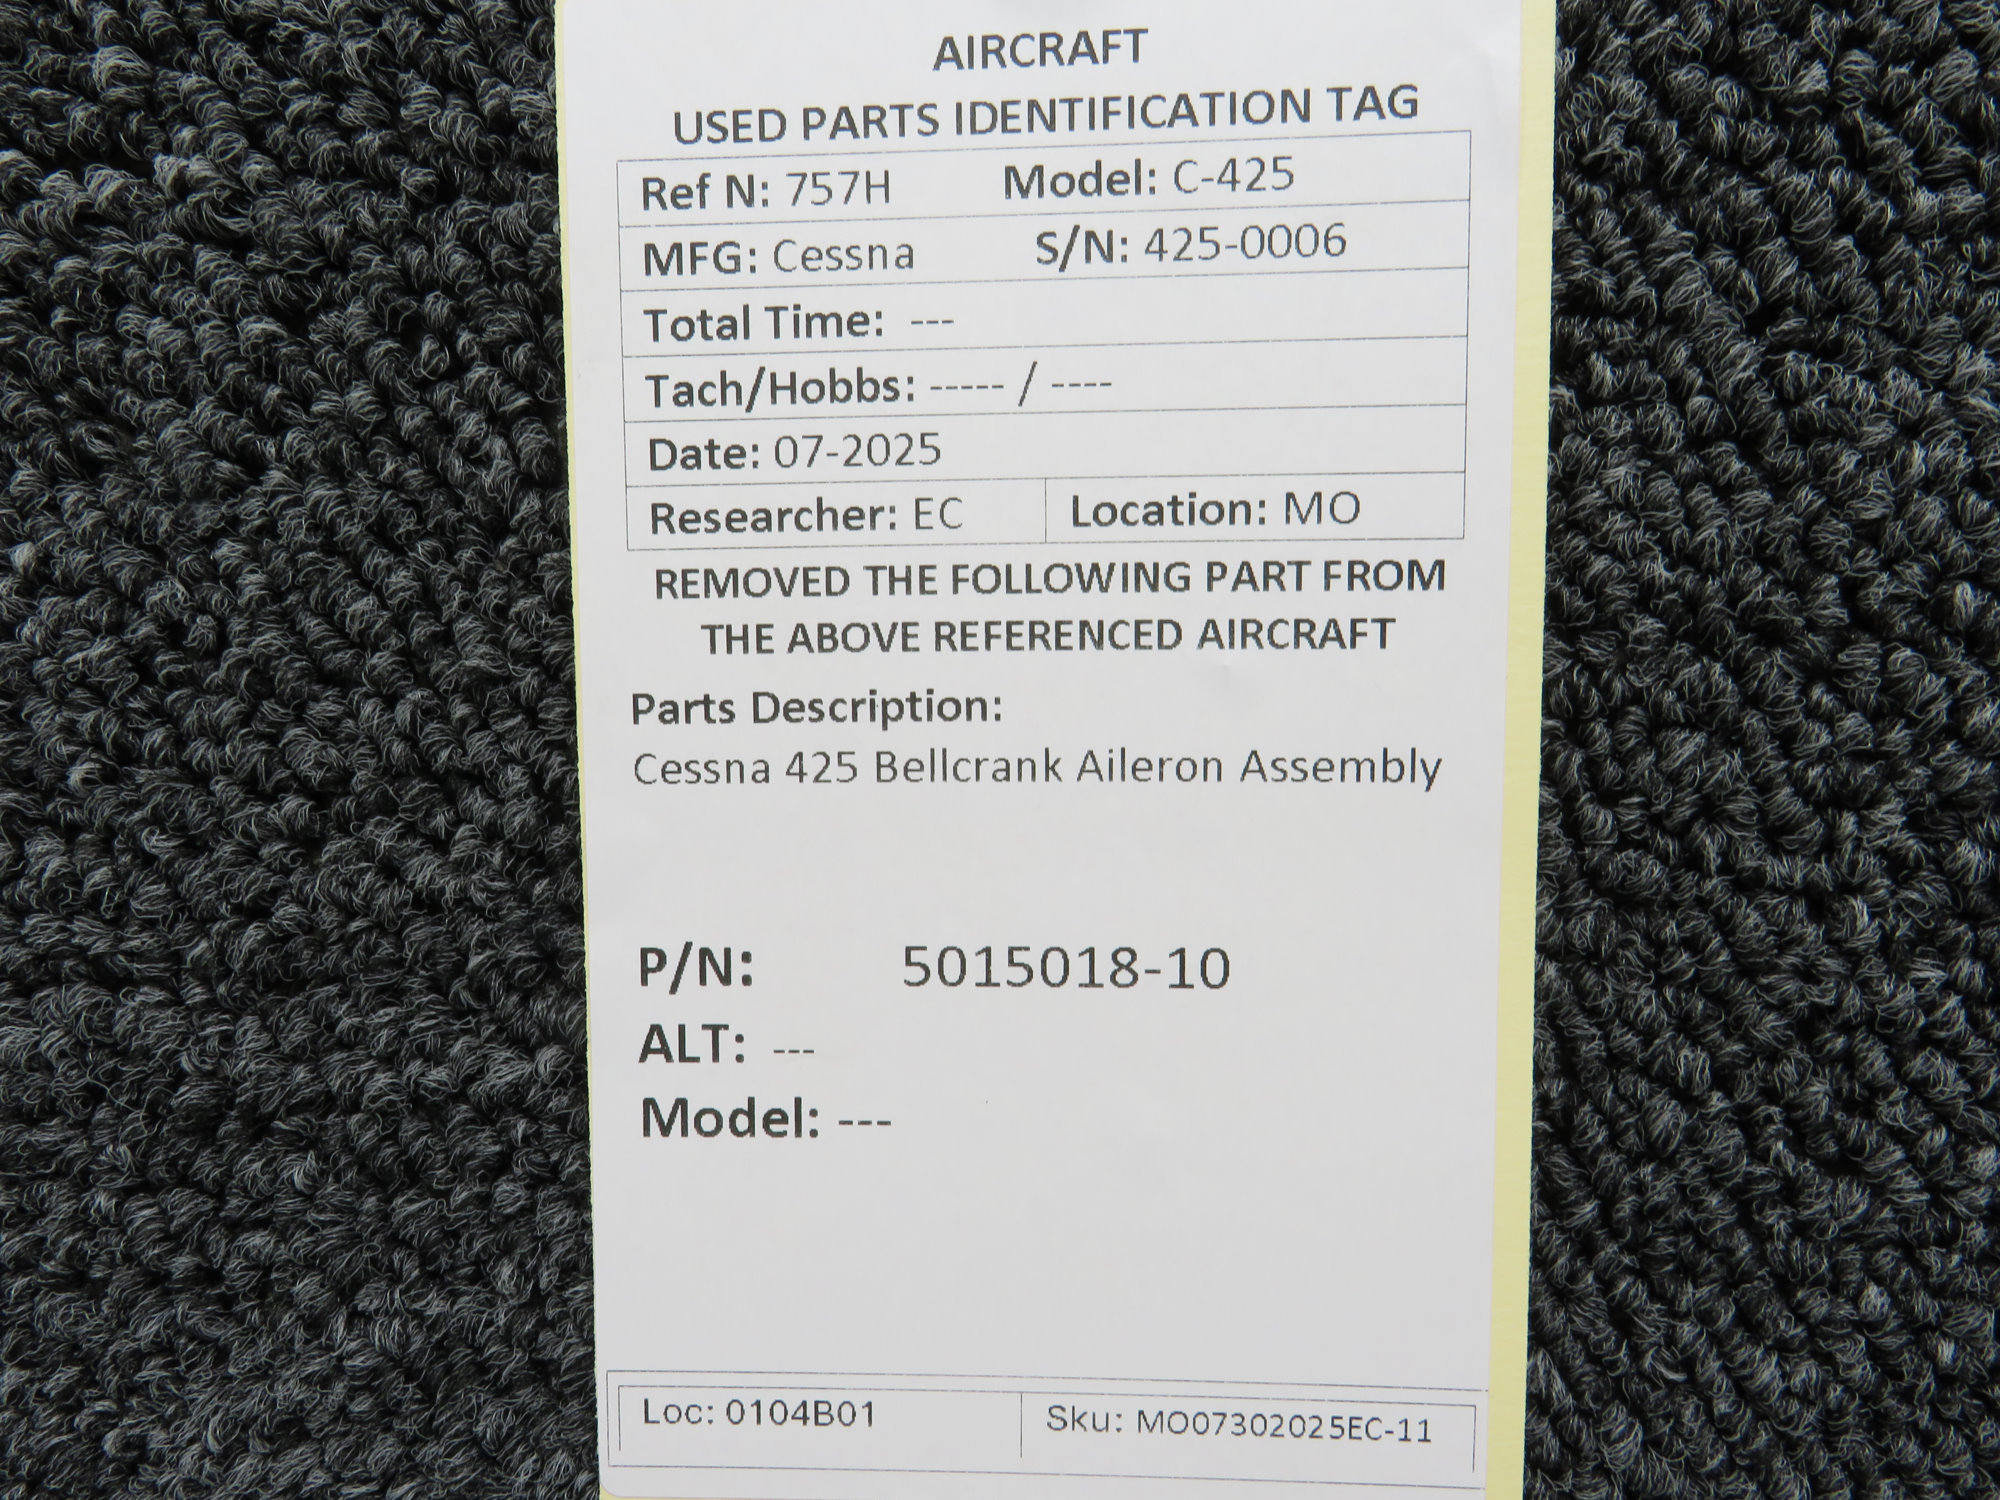 AIRCRAFT
USED PARTS IDENTIFICATION TAG
Ref N: 757H Model: C-425
MFG: Cessna S/N: 425-0006
Total Time: ---
Tach/Hobbs: ----- / ----
Date: 07-2025
Researcher: EC Location: MO
REMOVED THE FOLLOWING PART FROM
THE ABOVE REFERENCED AIRCRAFT
Parts Description:
Cessna 425 Bellcrank Aileron Assembly
P/N: 5015018-10
ALT: ---
Model: ---
Loc: 0104B01 Sku: MO07302025EC-11